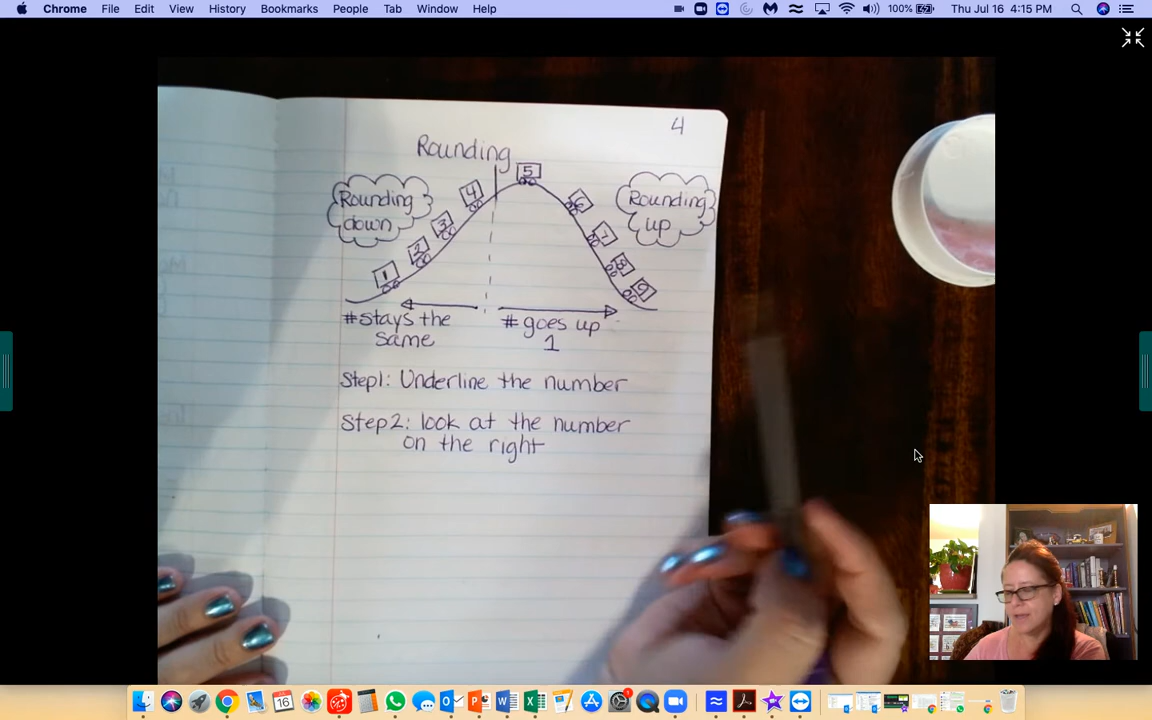 Chrome File Edit View History Bookmarks People Tab Window Help 100% Thu Jul 16 4:15 PM
4
Rounding
5
4
6
Rounding
down
Rounding
up
3
7
2
8
1
9
#stays the
same
# goes up
1
Step1: Underline the number
Step2: look at the number
on the right
16